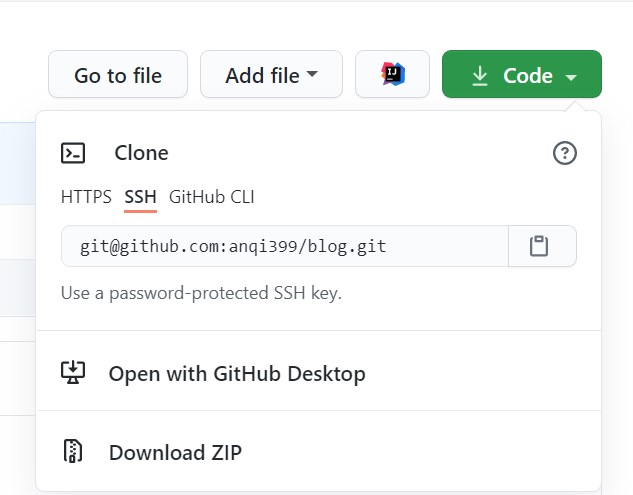 Go to file Add file IJ Code
Clone
HTTPS SSH GitHub CLI
git@github.com:anqi399/blog.git
Use a password-protected SSH key.
Open with GitHub Desktop
Download ZIP